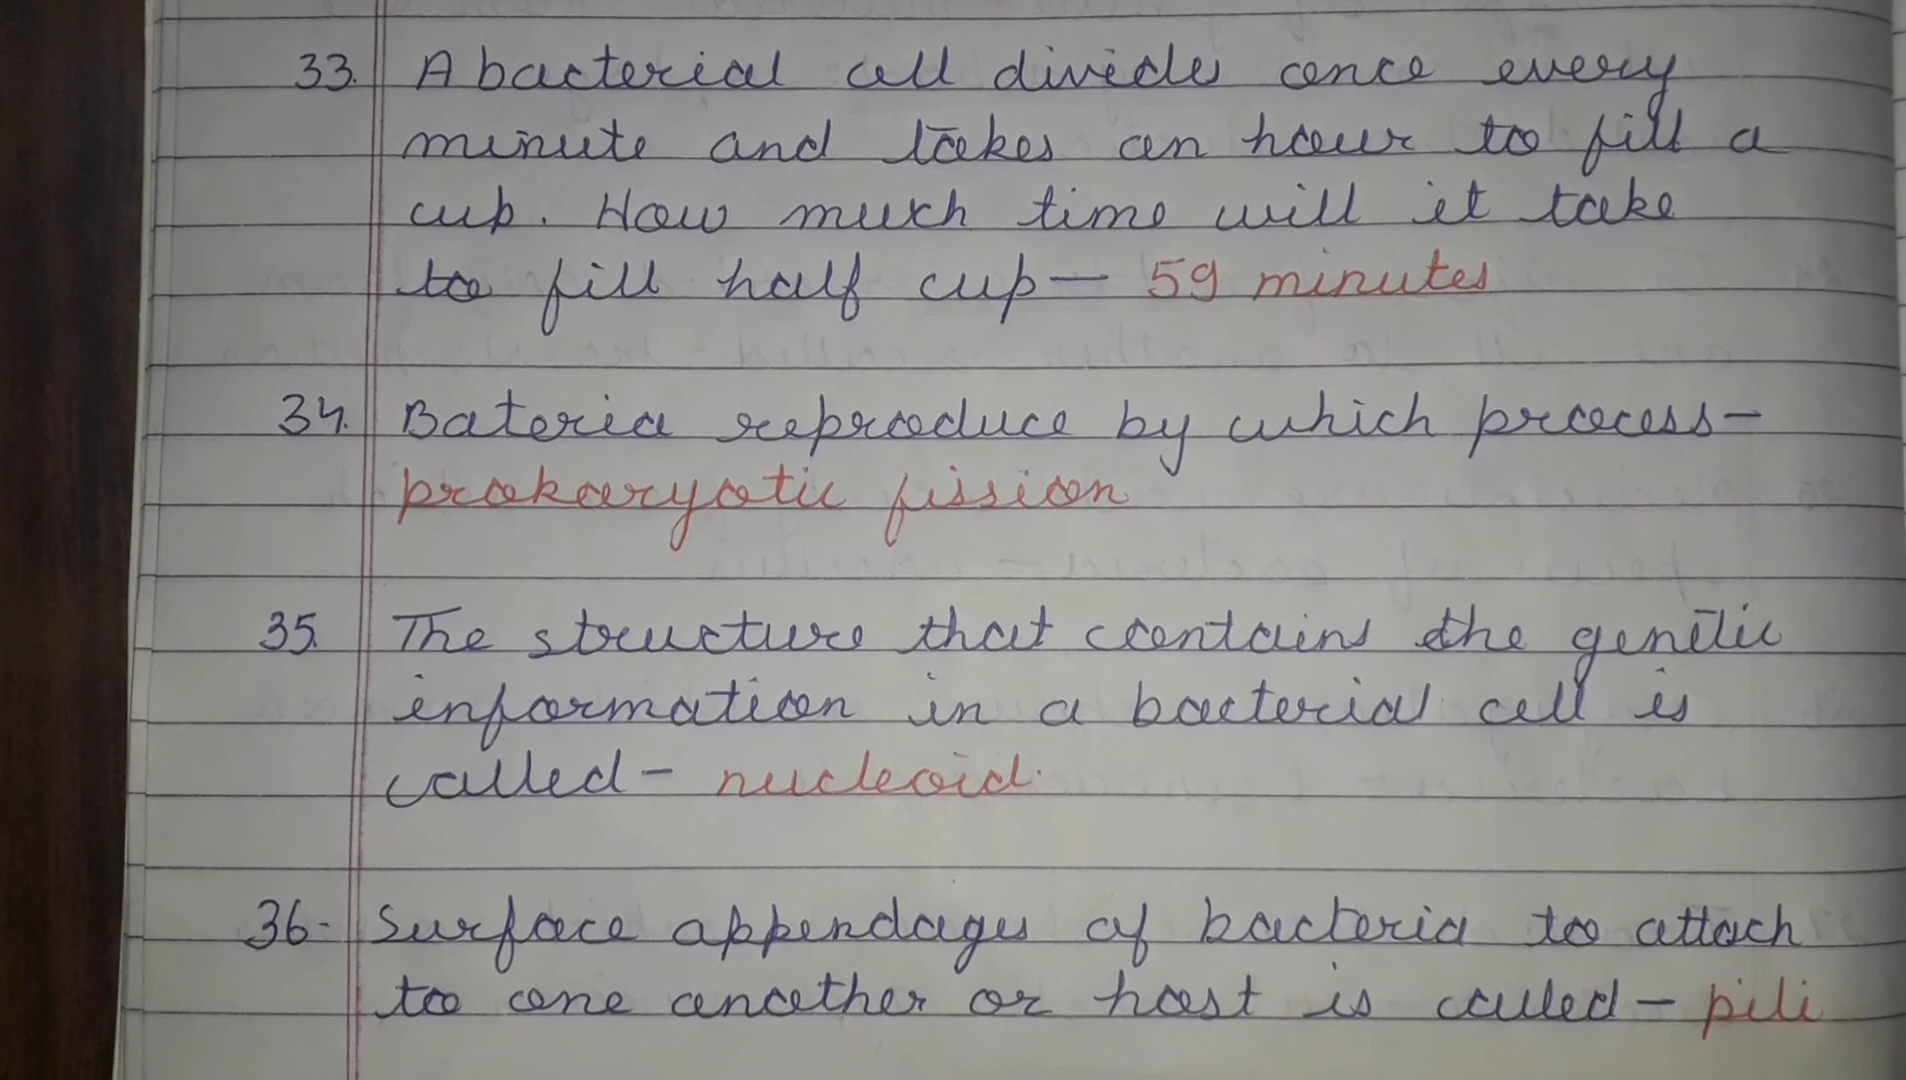 33. A bacterial cell divides once every
minute and takes an hour to fill a
cup. How much time will it take
to fill half cup— 59 minutes
34. Bateria reproduce by which process-
prokaryotic fission
35. The structure that contains the genetic
information in a bacterial cell is
called- nucleoid.
36- Surface appendages of bacteria to attach
to one another or host is called- pili